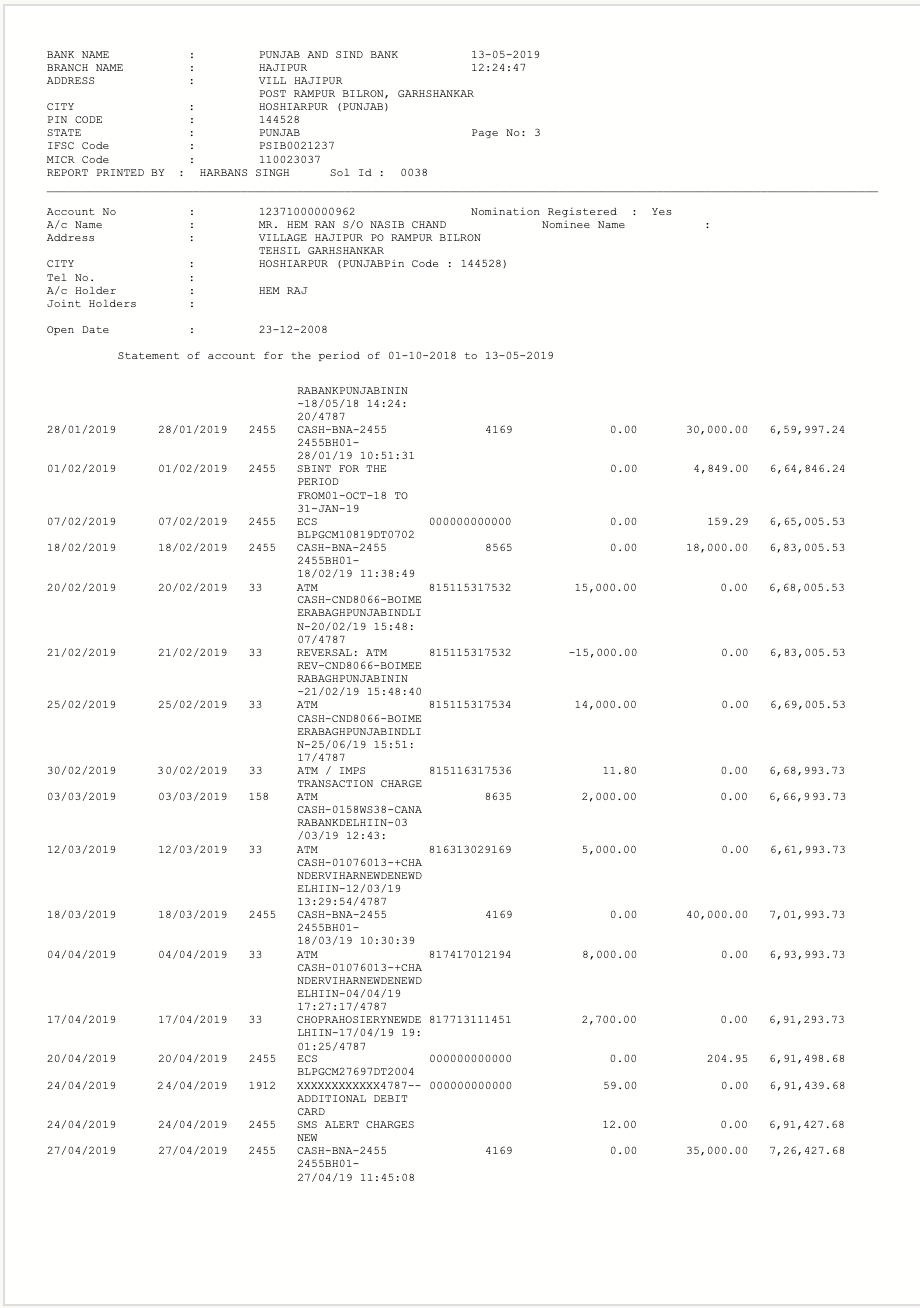 BANK NAME : PUNJAB AND SIND BANK 13-05-2019
BRANCH NAME : HAJIPUR 12:24:47
ADDRESS : VILL HAJIPUR
POST RAMPUR BILRON, GARHSHANKAR
CITY : HOSHIARPUR (PUNJAB)
PIN CODE : 144528
STATE : PUNJAB Page No: 3
IFSC Code : PSIB0021237
MICR Code : 110023037
REPORT PRINTED BY : HARBANS SINGH Sol Id : 0038
Account No : 12371000000962 Nomination Registered : Yes
A/c Name : MR. HEM RAN S/O NASIB CHAND Nominee Name :
Address : VILLAGE HAJIPUR PO RAMPUR BILRON
TEHSIL GARHSHANKAR
CITY : HOSHIARPUR (PUNJABPin Code : 144528)
Tel No. :
A/c Holder : HEM RAJ
Joint Holders :
Open Date : 23-12-2008
Statement of account for the period of 01-10-2018 to 13-05-2019
RABANKPUNJABININ
-18/05/18 14:24:
20/4787
28/01/2019 28/01/2019 2455 CASH-BNA-2455 4169 0.00 30,000.00 6,59,997.24
2455BH01-
28/01/19 10:51:31
01/02/2019 01/02/2019 2455 SBINT FOR THE 0.00 4,849.00 6,64,846.24
PERIOD
FROM01-OCT-18 TO
31-JAN-19
07/02/2019 07/02/2019 2455 ECS 000000000000 0.00 159.29 6,65,005.53
BLPGCM10819DT0702
18/02/2019 18/02/2019 2455 CASH-BNA-2455 8565 0.00 18,000.00 6,83,005.53
2455BH01-
18/02/19 11:38:49
20/02/2019 20/02/2019 33 ATM 815115317532 15,000.00 0.00 6,68,005.53
CASH-CND8066-BOIME
ERABAGHPUNJABINDLI
N-20/02/19 15:48:
07/4787
21/02/2019 21/02/2019 33 REVERSAL: ATM 815115317532 -15,000.00 0.00 6,83,005.53
REV-CND8066-BOIMEE
RABAGHPUNJABININ
-21/02/19 15:48:40
25/02/2019 25/02/2019 33 ATM 815115317534 14,000.00 0.00 6,69,005.53
CASH-CND8066-BOIME
ERABAGHPUNJABINDLI
N-25/06/19 15:51:
17/4787
30/02/2019 30/02/2019 33 ATM / IMPS 815116317536 11.80 0.00 6,68,993.73
TRANSACTION CHARGE
03/03/2019 03/03/2019 158 ATM 8635 2,000.00 0.00 6,66,993.73
CASH-0158WS38-CANA
RABANKDELHIIN-03
/03/19 12:43:
12/03/2019 12/03/2019 33 ATM 816313029169 5,000.00 0.00 6,61,993.73
CASH-01076013-+CHA
NDERVIHARNEWDENEWD
ELHIIN-12/03/19
13:29:54/4787
18/03/2019 18/03/2019 2455 CASH-BNA-2455 4169 0.00 40,000.00 7,01,993.73
2455BH01-
18/03/19 10:30:39
04/04/2019 04/04/2019 33 ATM 817417012194 8,000.00 0.00 6,93,993.73
CASH-01076013-+CHA
NDERVIHARNEWDENEWD
ELHIIN-04/04/19
17:27:17/4787
17/04/2019 17/04/2019 33 CHOPRAHOSIERYNEWDE 817713111451 2,700.00 0.00 6,91,293.73
LHIIN-17/04/19 19:
01:25/4787
20/04/2019 20/04/2019 2455 ECS 000000000000 0.00 204.95 6,91,498.68
BLPGCM27697DT2004
24/04/2019 24/04/2019 1912 XXXXXXXXXXXX4787-- 000000000000 59.00 0.00 6,91,439.68
ADDITIONAL DEBIT
CARD
24/04/2019 24/04/2019 2455 SMS ALERT CHARGES 12.00 0.00 6,91,427.68
NEW
27/04/2019 27/04/2019 2455 CASH-BNA-2455 4169 0.00 35,000.00 7,26,427.68
2455BH01-
27/04/19 11:45:08